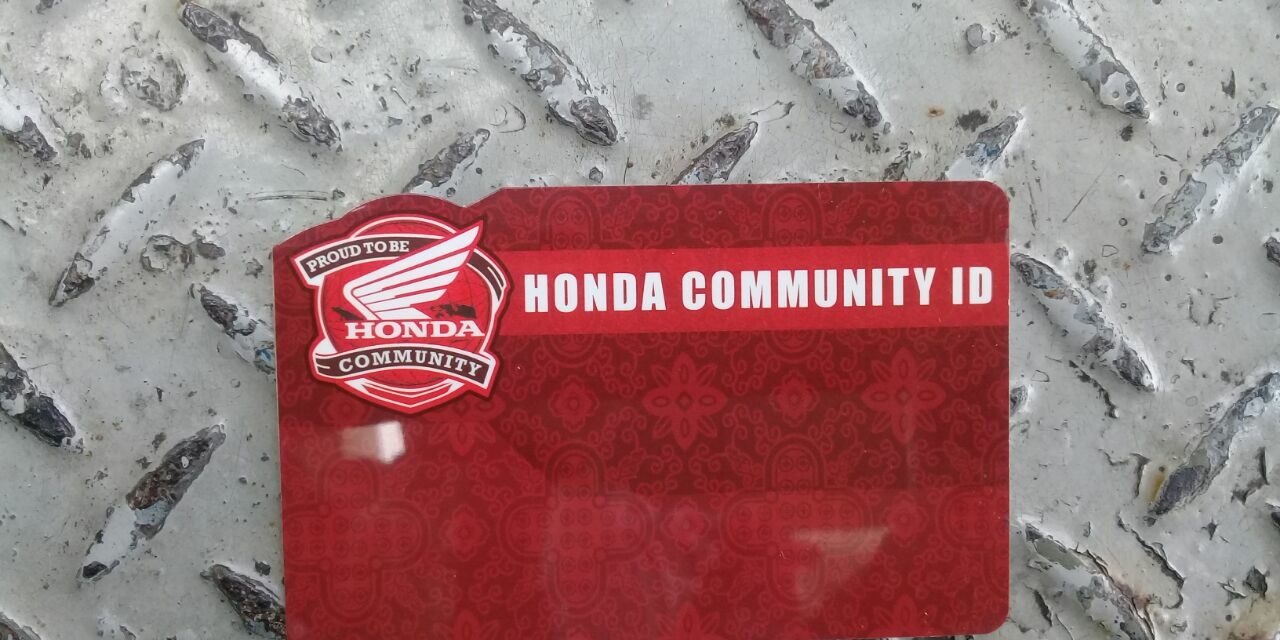 PROUD TO BE
HONDA
COMMUNITY
HONDA COMMUNITY ID